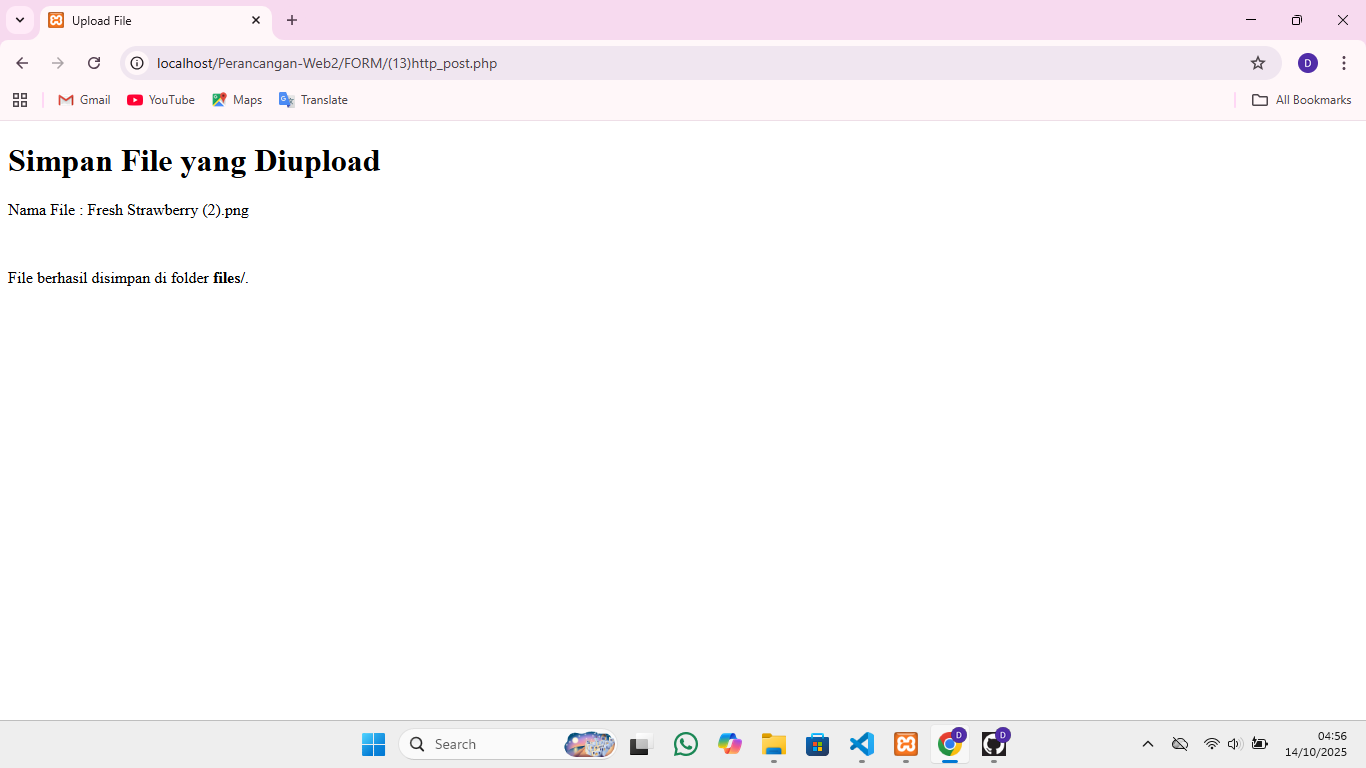 Upload File
localhost/Perancangan-Web2/FORM/(13)http_post.php
D
Gmail
YouTube
Maps
Translate
All Bookmarks
Simpan File yang Diupload
Nama File : Fresh Strawberry (2).png
File berhasil disimpan di folder files/.
Search
D
D
04:56
14/10/2025